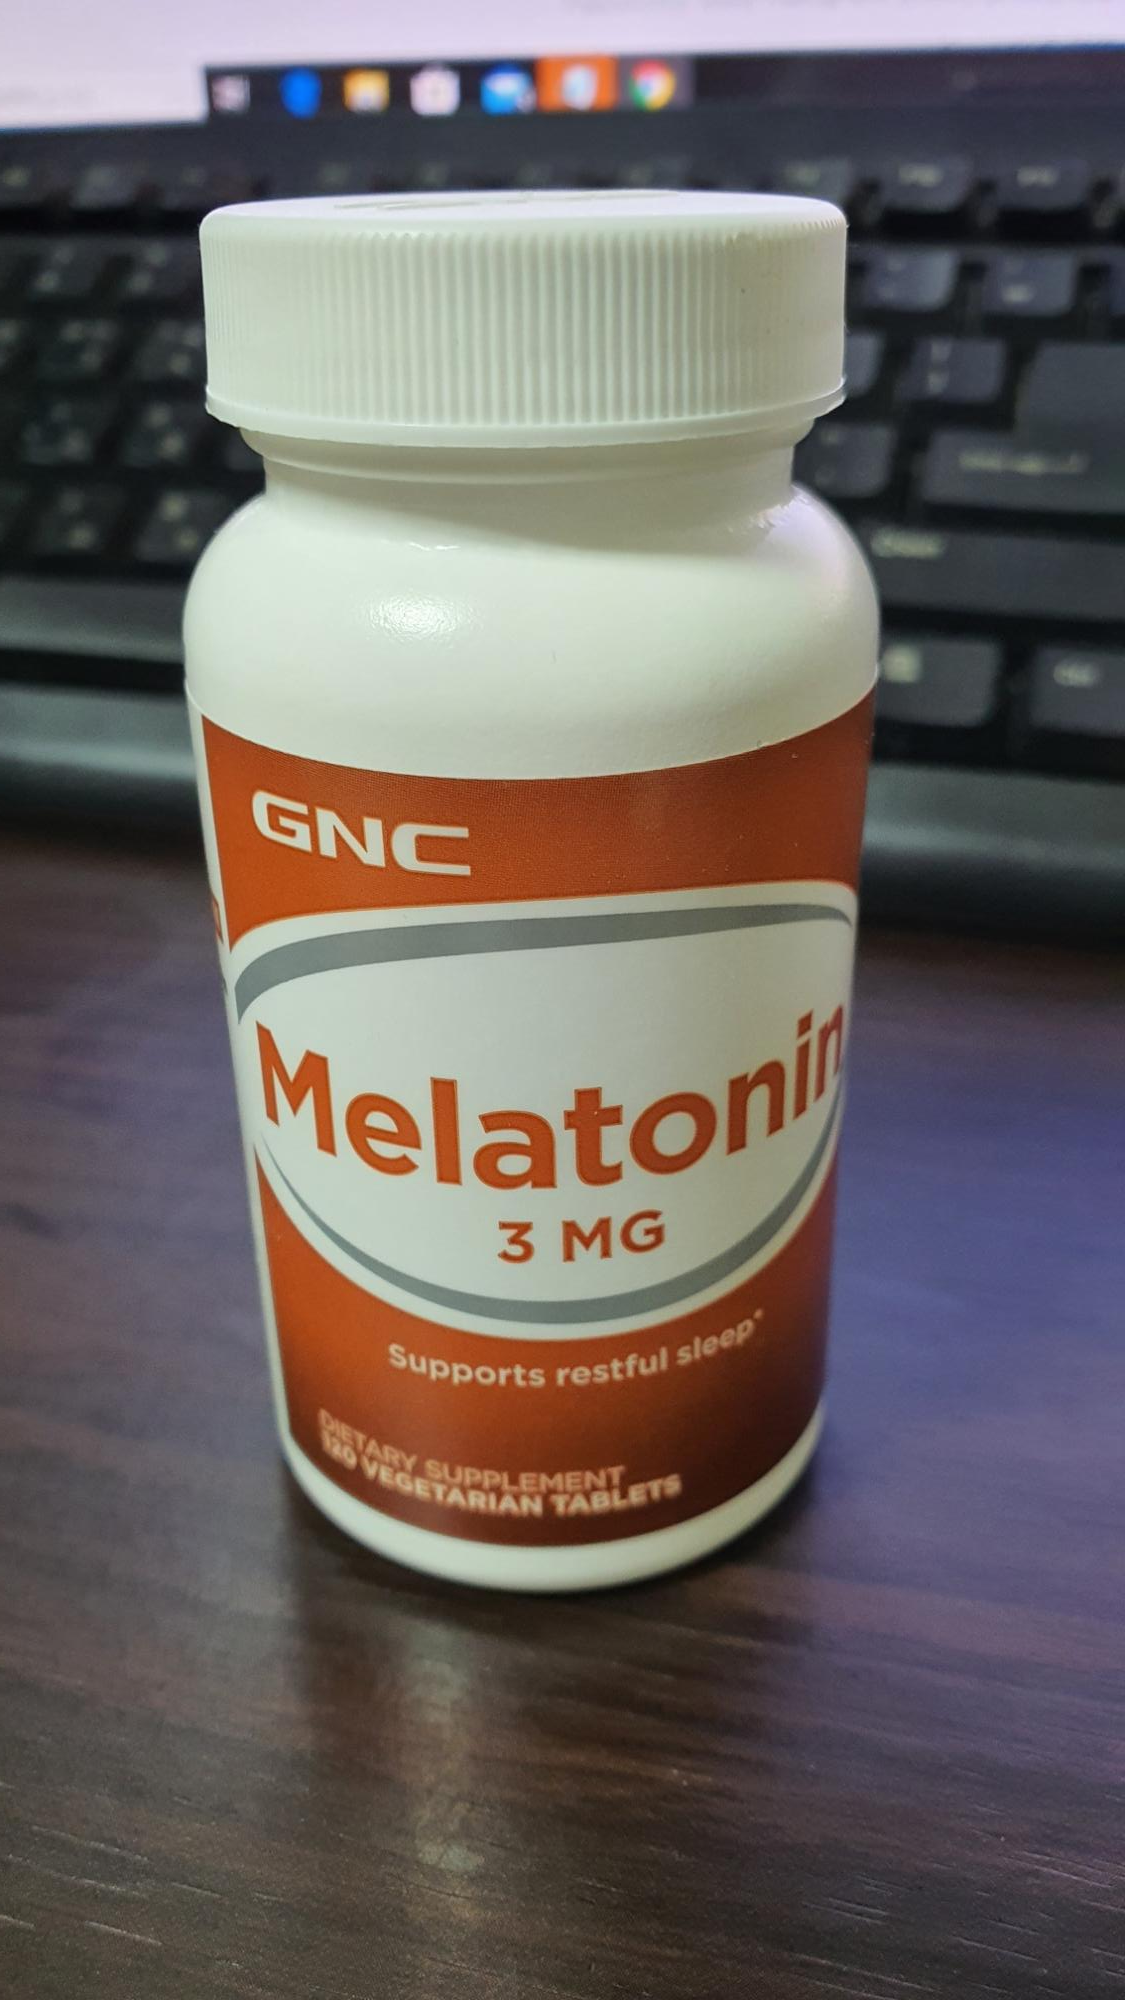 GNC
Melatonin
3 MG
Supports restful sleep*
DIETARY SUPPLEMENT
120 VEGETARIAN TABLETS